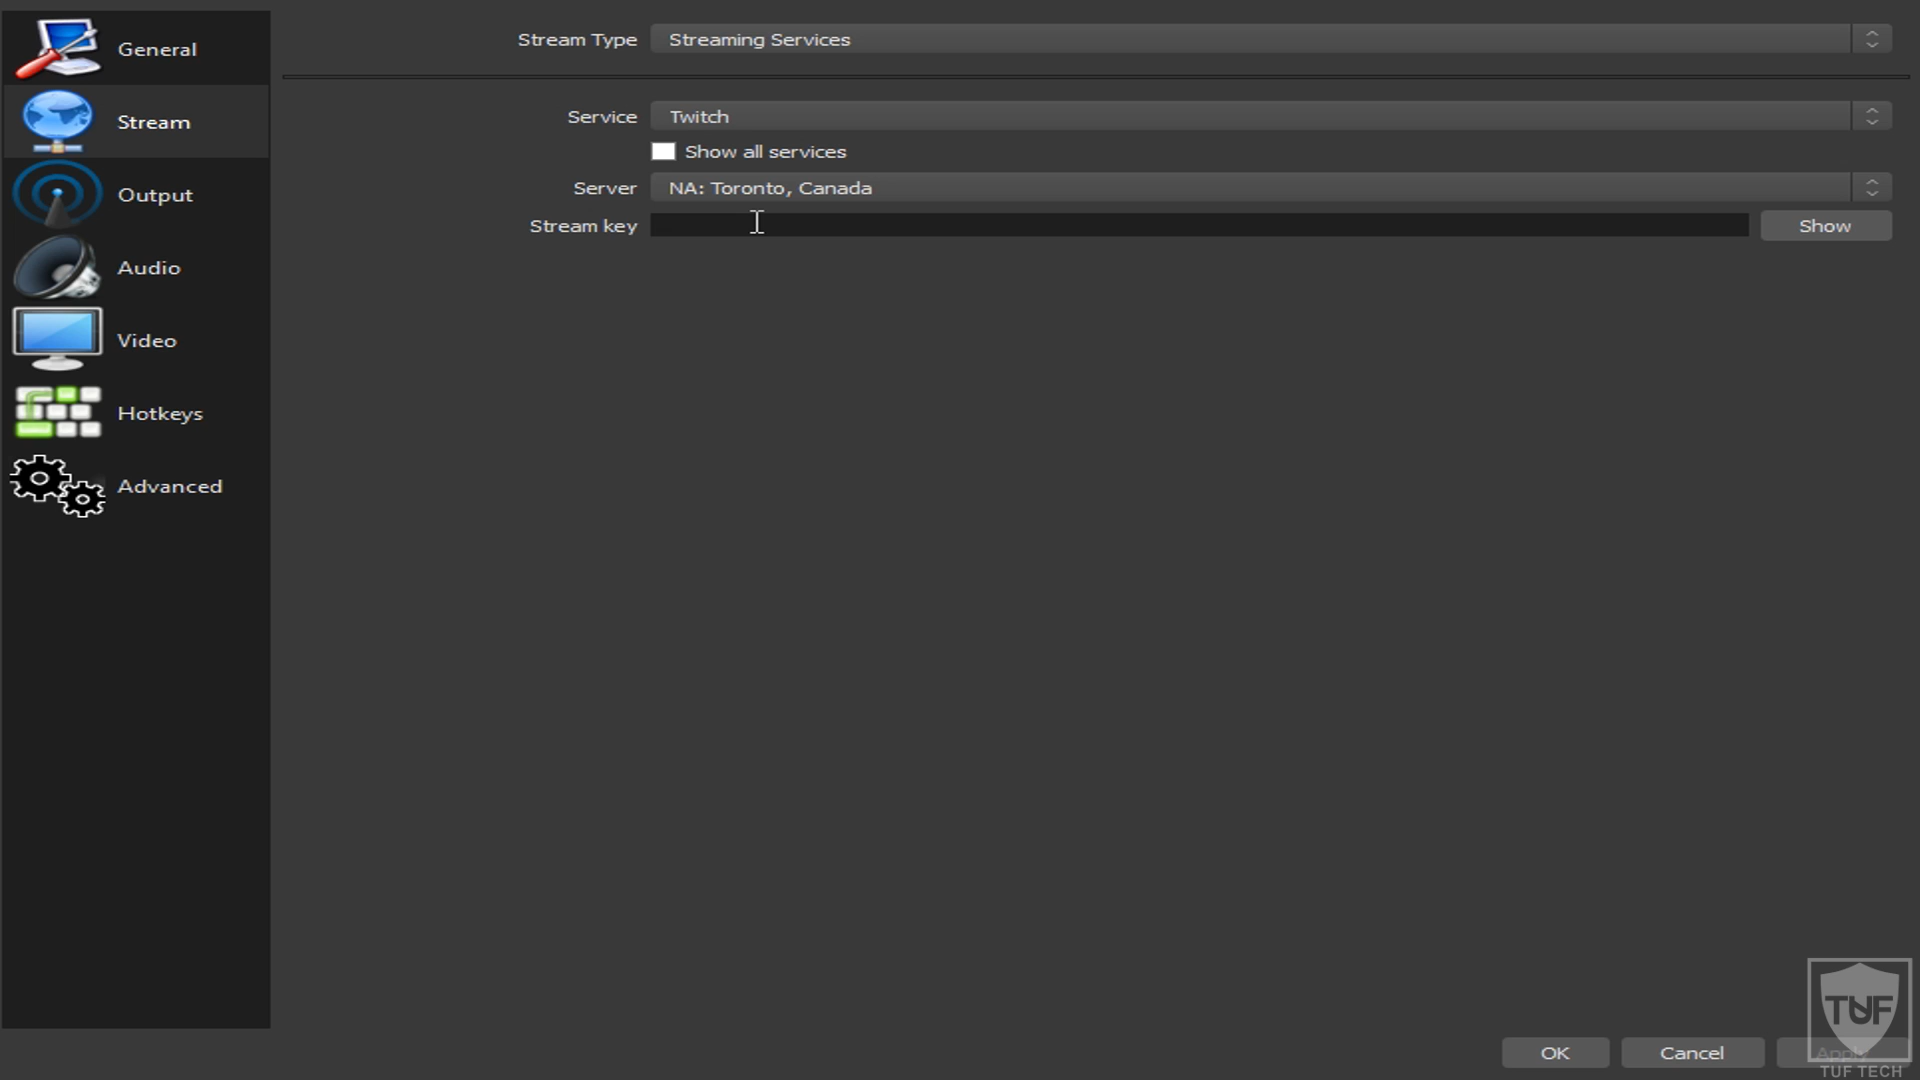 General
Stream
Output
Audio
Video
Hotkeys
Advanced
Stream Type Streaming Services
Service Twitch
Show all services
Server NA: Toronto, Canada
Stream key Show
OK Cancel Apply
TUF
TUF TECH